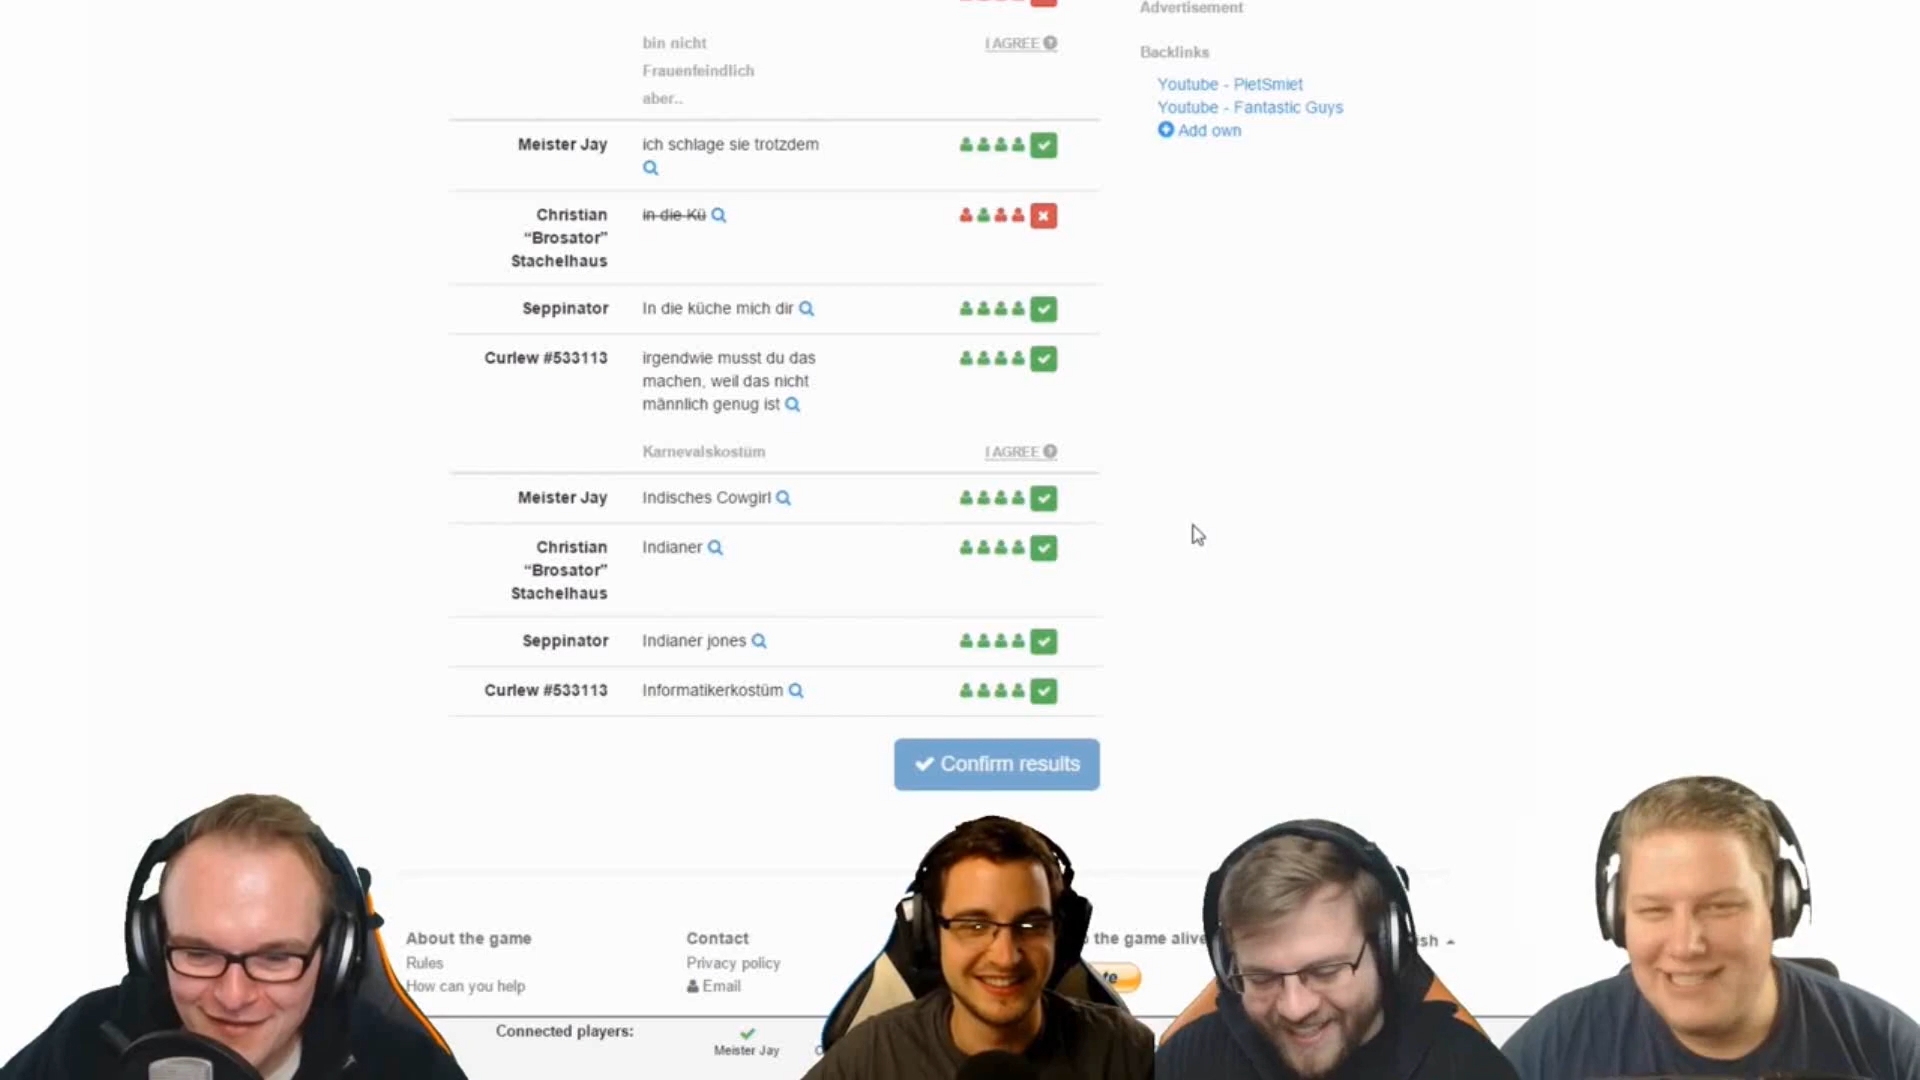 Advertisement
bin nicht
Frauenfeindlich
aber..
I AGREE
Backlinks
Youtube - PietSmiet
Youtube - Fantastic Guys
Add own
Meister Jay
ich schlage sie trotzdem
Christian
“Brosator”
Stachelhaus
in die Kü
Seppinator
In die küche mich dir
Curlew #533113
irgendwie musst du das
machen, weil das nicht
männlich genug ist
Karnevalskostüm
I AGREE
Meister Jay
Indisches Cowgirl
Christian
“Brosator”
Stachelhaus
Indianer
Seppinator
Indianer jones
Curlew #533113
Informatikerkostüm
Confirm results
About the game
Rules
How can you help
Contact
Privacy policy
Email
the game alive
Connected players:
Meister Jay